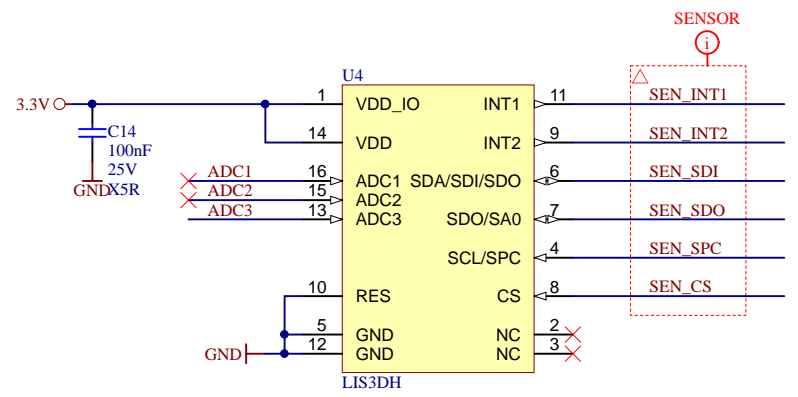 SENSOR
i
U4
3.3V
1 VDD_IO INT1 11 SEN_INT1
C14
100nF
25V
X5R
GND
14 VDD INT2 9 SEN_INT2
ADC1 16 ADC1 SDA/SDI/SDO 6 SEN_SDI
ADC2 15 ADC2
ADC3 13 ADC3 SDO/SA0 7 SEN_SDO
SCL/SPC 4 SEN_SPC
10 RES CS 8 SEN_CS
5 GND NC 2
GND 12 GND NC 3
LIS3DH